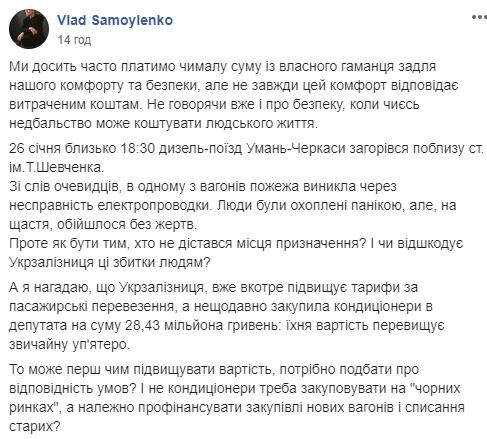 Vlad Samoylenko
14 год
Ми досить часто платимо чималу суму із власного гаманця задля
нашого комфорту та безпеки, але не завжди цей комфорт відповідає
витраченим коштам. Не говорячи вже і про безпеку, коли чиєсь
недбальство може коштувати людського життя.
26 січня близько 18:30 дизель-поїзд Умань-Черкаси загорівся поблизу ст.
ім.Т.Шевченка.
Зі слів очевидців, в одному з вагонів пожежа виникла через
несправність електропроводки. Люди були охоплені панікою, але, на
щастя, обійшлося без жертв.
Проте як бути тим, хто не дістався місця призначення? І чи відшкодує
Укрзалізниця ці збитки людям?
А я нагадаю, що Укрзалізниця, вже вкотре підвищує тарифи за
пасажирські перевезення, а нещодавно закупила кондиціонери в
депутата на суму 28,43 мільйона гривень: їхня вартість перевищує
звичайну уп'ятеро.
То може перш чим підвищувати вартість, потрібно подбати про
відповідність умов? І не кондиціонери треба закуповувати на "чорних
ринках", а належно профінансувати закупівлі нових вагонів і списання
старих?